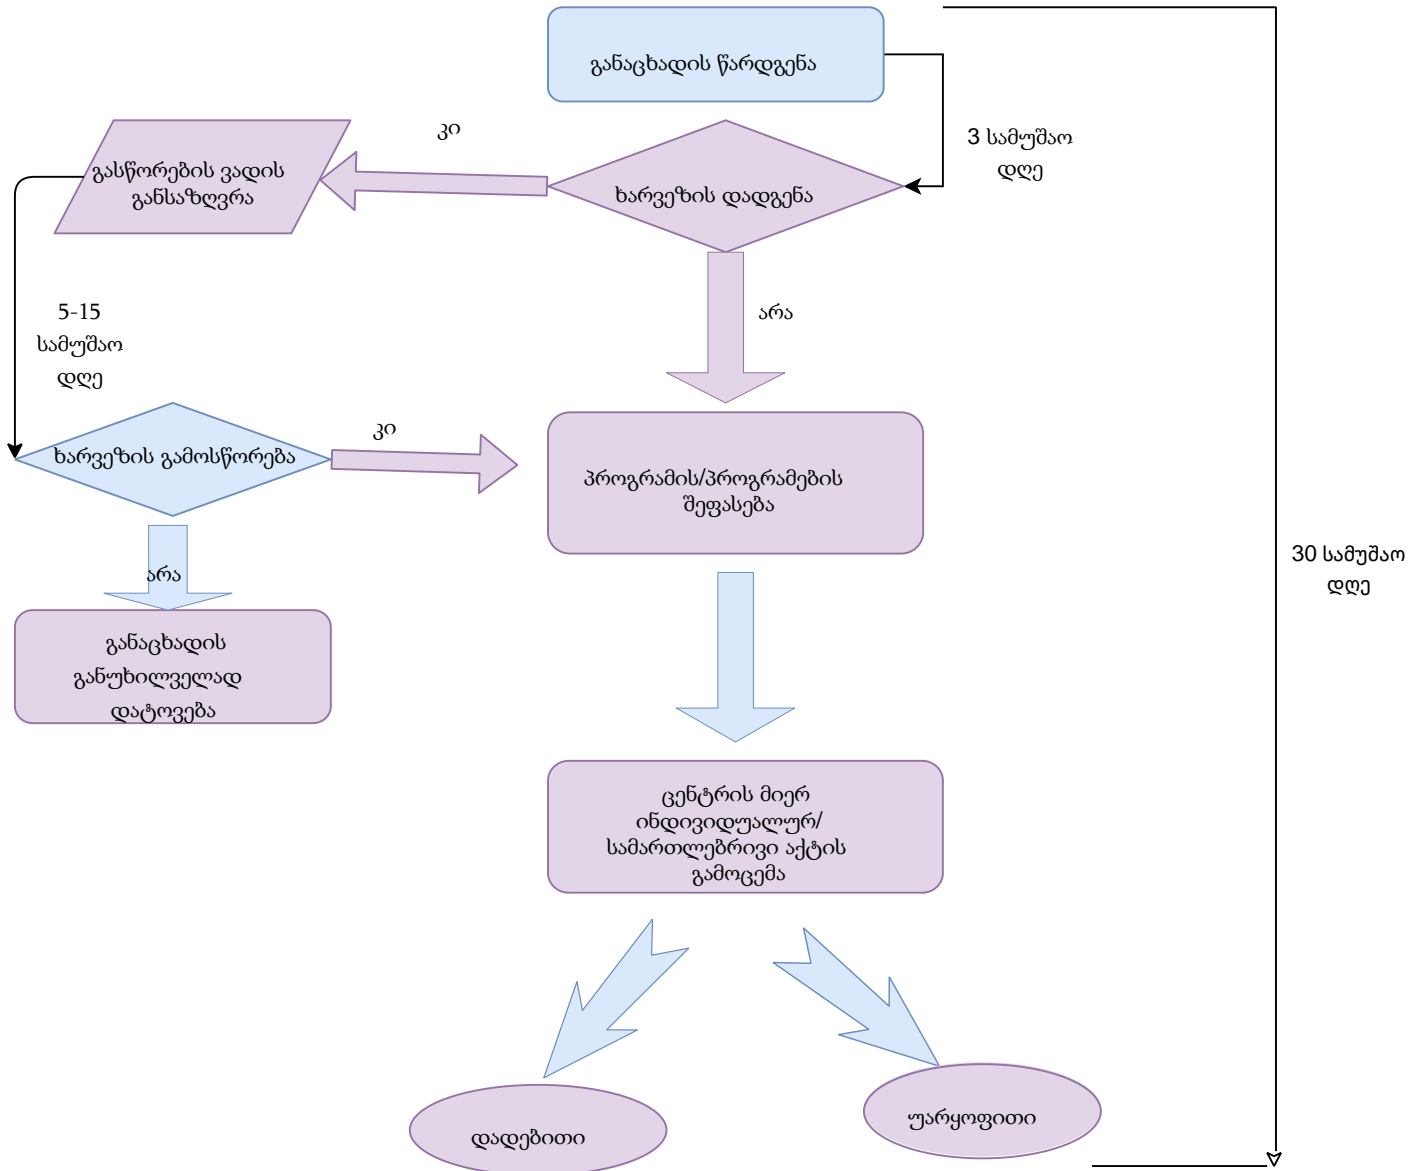 განაცხადის წარდგენა
3 სამუშაო
დღე
კი
გასწორების ვადის
განსაზღვრა
ხარვეზის დადგენა
არა
5-15
სამუშაო
დღე
ხარვეზის გამოსწორება
კი
პროგრამის/პროგრამების
შეფასება
30 სამუშაო
დღე
არა
განაცხადის
განუხილველად
დატოვება
ცენტრის მიერ
ინდივიდუალურ/
სამართლებრივი აქტის
გამოცემა
დადებითი
უარყოფითი